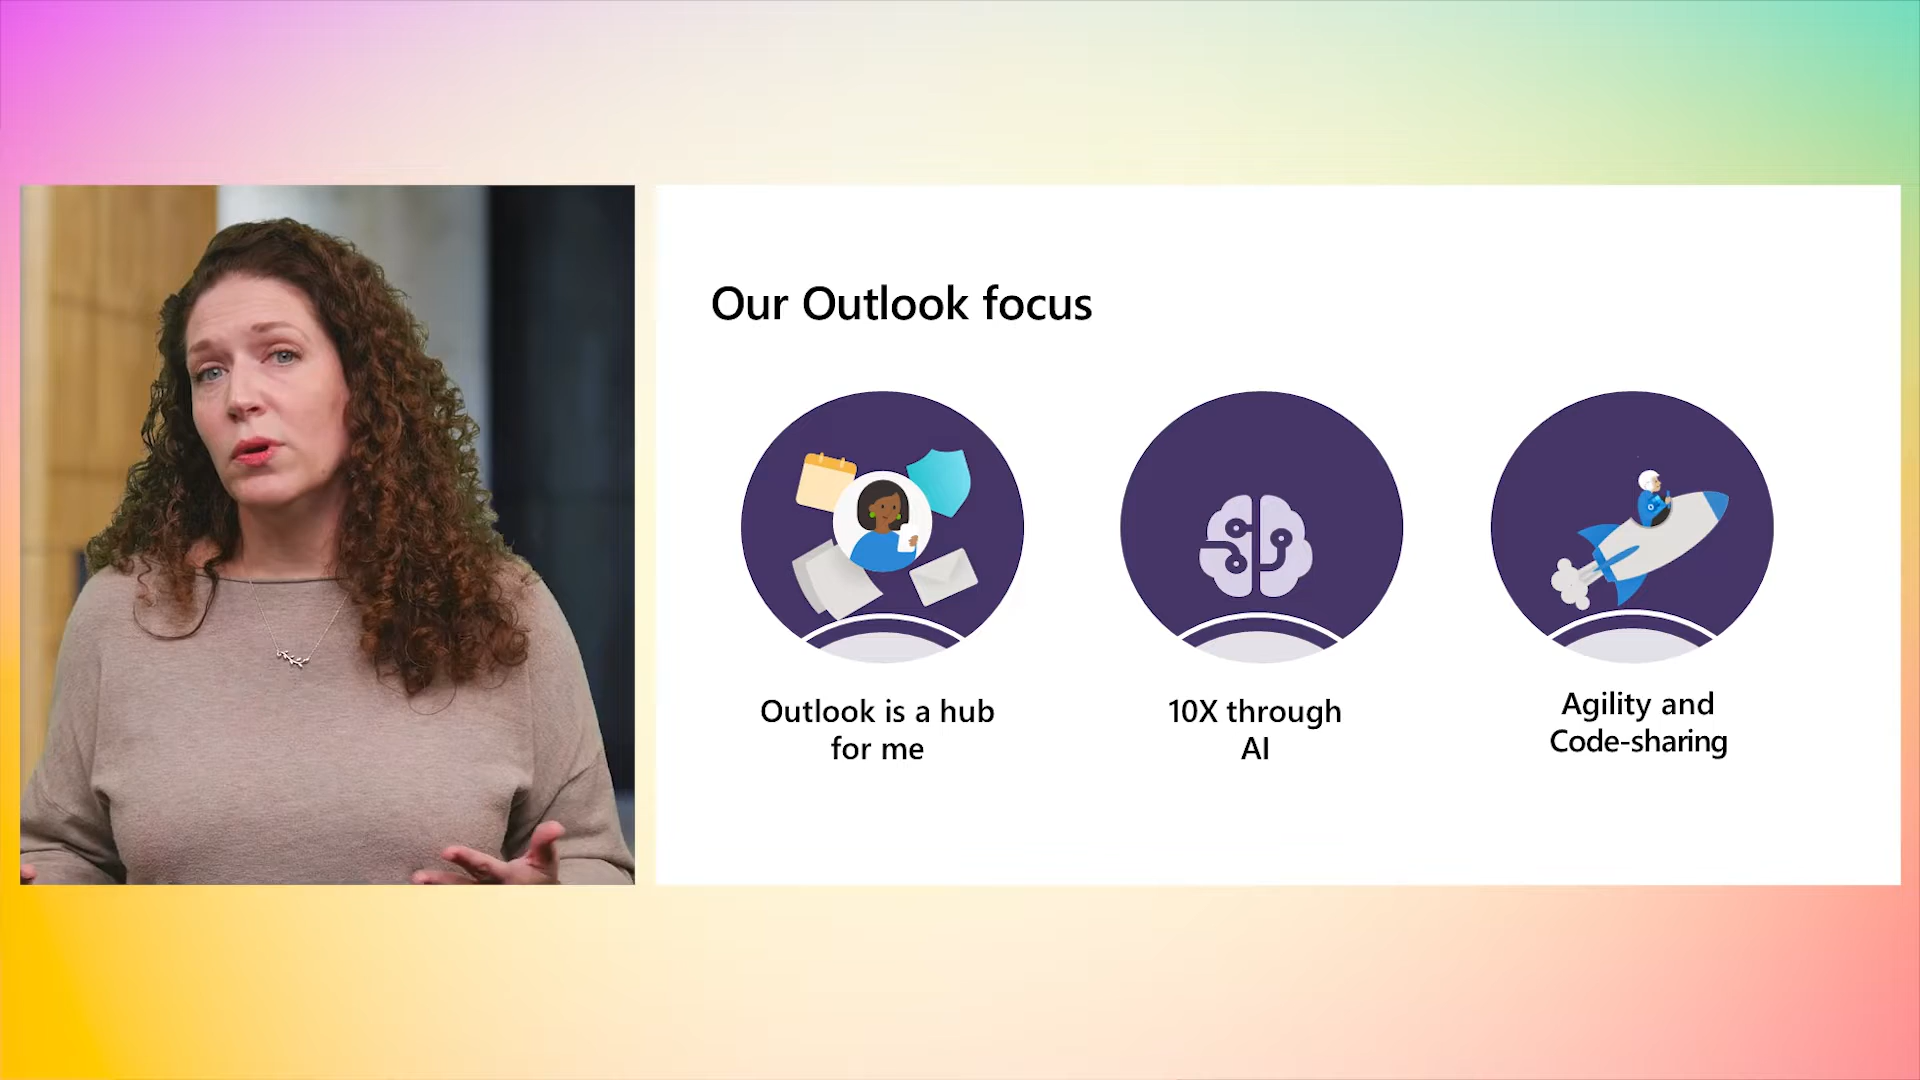 Our Outlook focus
Outlook is a hub
for me
10X through
AI
Agility and
Code-sharing